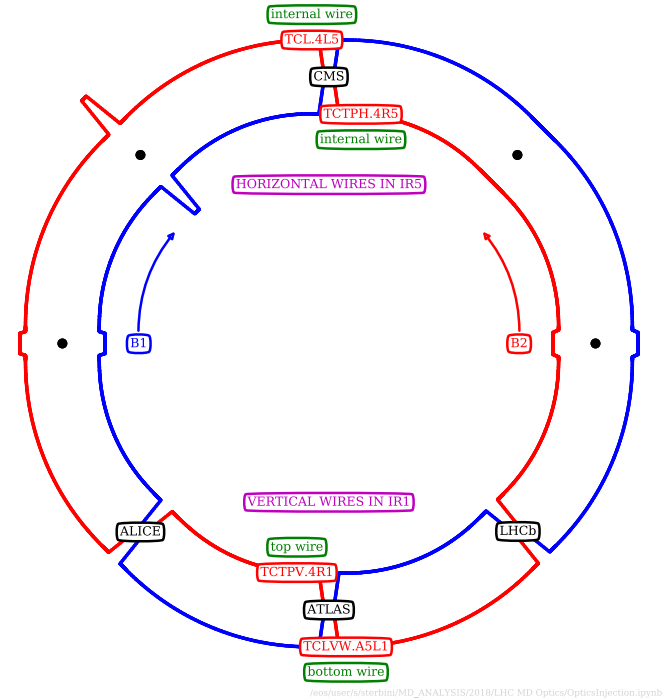 internal wire
TCL.4L5
CMS
TCTPH.4R5
internal wire
HORIZONTAL WIRES IN IR5
B1
B2
VERTICAL WIRES IN IR1
ALICE
LHCb
top wire
TCTPV.4R1
ATLAS
TCLVW.A5L1
bottom wire
/eos/user/s/sterbini/MD_ANALYSIS/2018/LHC MD Optics/OpticsInjection.ipynb